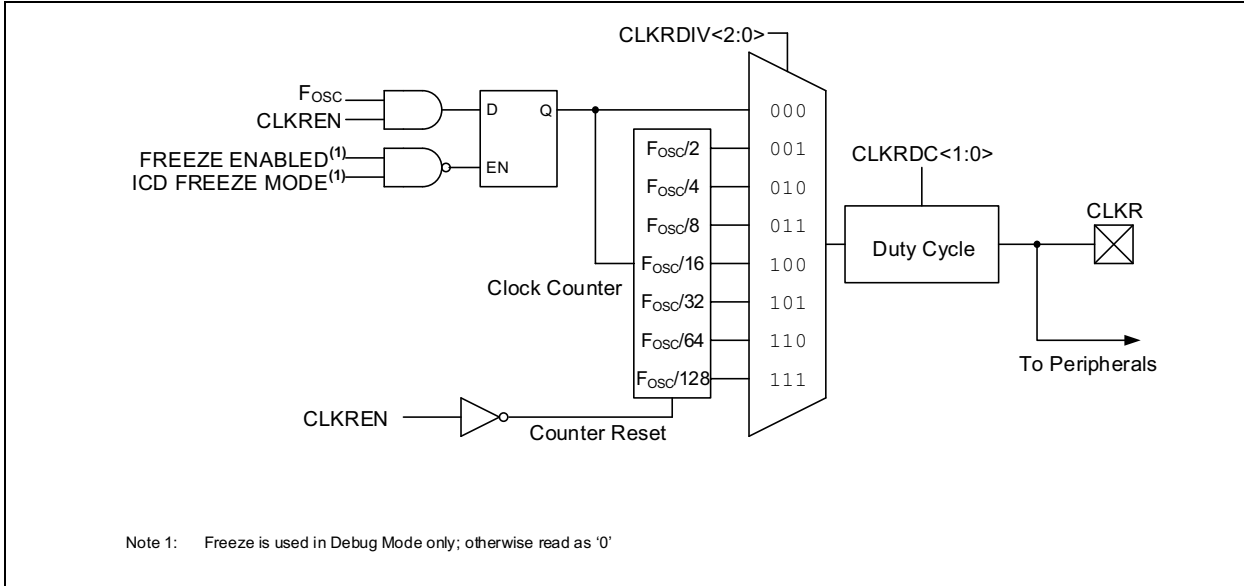 CLKRDIV<2:0>
FOSC
CLKREN
FREEZE ENABLED(1)
ICD FREEZE MODE(1)
D
Q
EN
FOSC/2
FOSC/4
FOSC/8
FOSC/16
FOSC/32
FOSC/64
FOSC/128
000
001
010
011
100
101
110
111
Clock Counter
CLKREN
Counter Reset
CLKRDC<1:0>
Duty Cycle
CLKR
To Peripherals
Note 1: Freeze is used in Debug Mode only; otherwise read as ‘0’